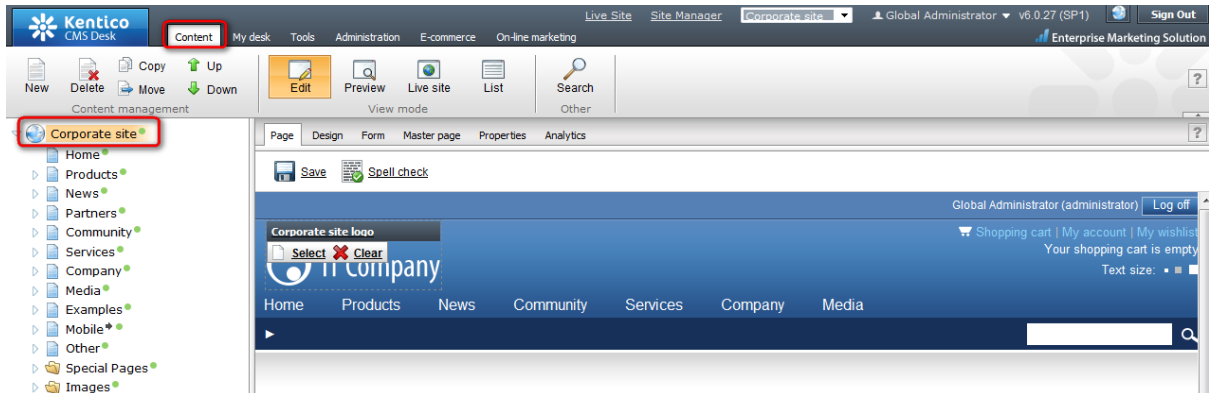 Kentico
CMS Desk
Live Site Site Manager Corporate site Global Administrator v6.0.27 (SP1) Sign Out
Content My desk Tools Administration E-commerce On-line marketing Enterprise Marketing Solution
New Delete Copy Move Up Down
Content management
Edit Preview Live site List
View mode
Search
Other
?
Corporate site
Home
Products
News
Partners
Community
Services
Company
Media
Examples
Mobile
Other
Special Pages
Images
Page Design Form Master page Properties Analytics ?
Save Spell check
Global Administrator (administrator) Log off
Corporate site logo
Select Clear
IT Company
Shopping cart | My account | My wishlist
Your shopping cart is empty
Text size:
Home Products News Community Services Company Media